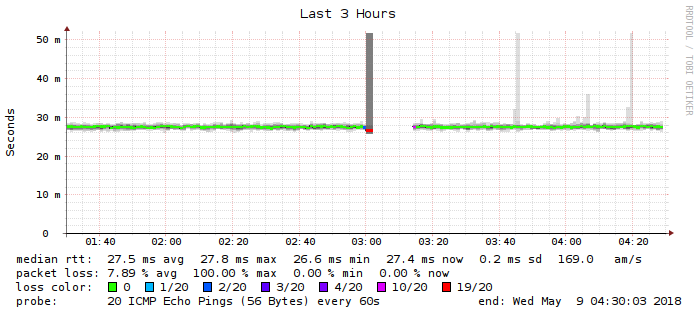 Last 3 Hours
RRDTOOL / TOBI OETIKER
Seconds
50 m
40 m
30 m
20 m
10 m
0
01:40 02:00 02:20 02:40 03:00 03:20 03:40 04:00 04:20
median rtt: 27.5 ms avg 27.8 ms max 26.6 ms min 27.4 ms now 0.2 ms sd 169.0 am/s
packet loss: 7.89 % avg 100.00 % max 0.00 % min 0.00 % now
loss color: 0 1/20 2/20 3/20 4/20 10/20 19/20
probe: 20 ICMP Echo Pings (56 Bytes) every 60s end: Wed May 9 04:30:03 2018